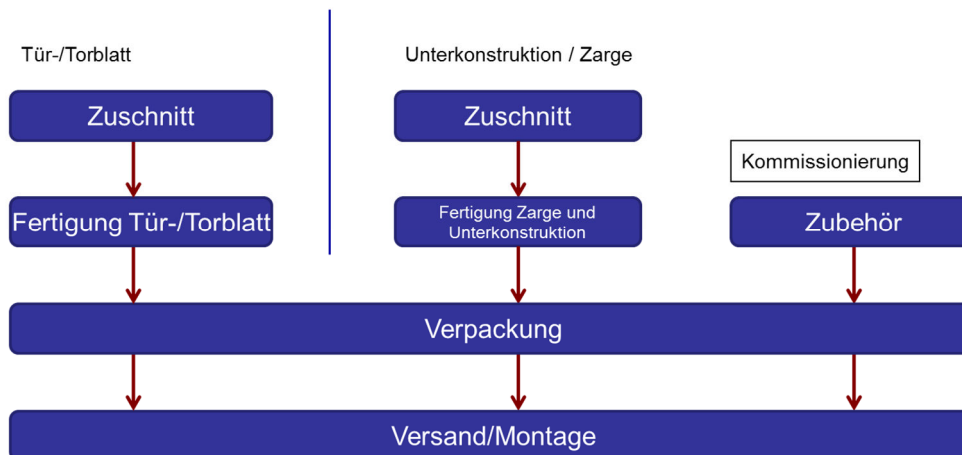 Tür-/Torblatt
Unterkonstruktion / Zarge
Zuschnitt
Zuschnitt
Kommissionierung
Fertigung Tür-/Torblatt
Fertigung Zarge und
Unterkonstruktion
Zubehör
Verpackung
Versand/Montage